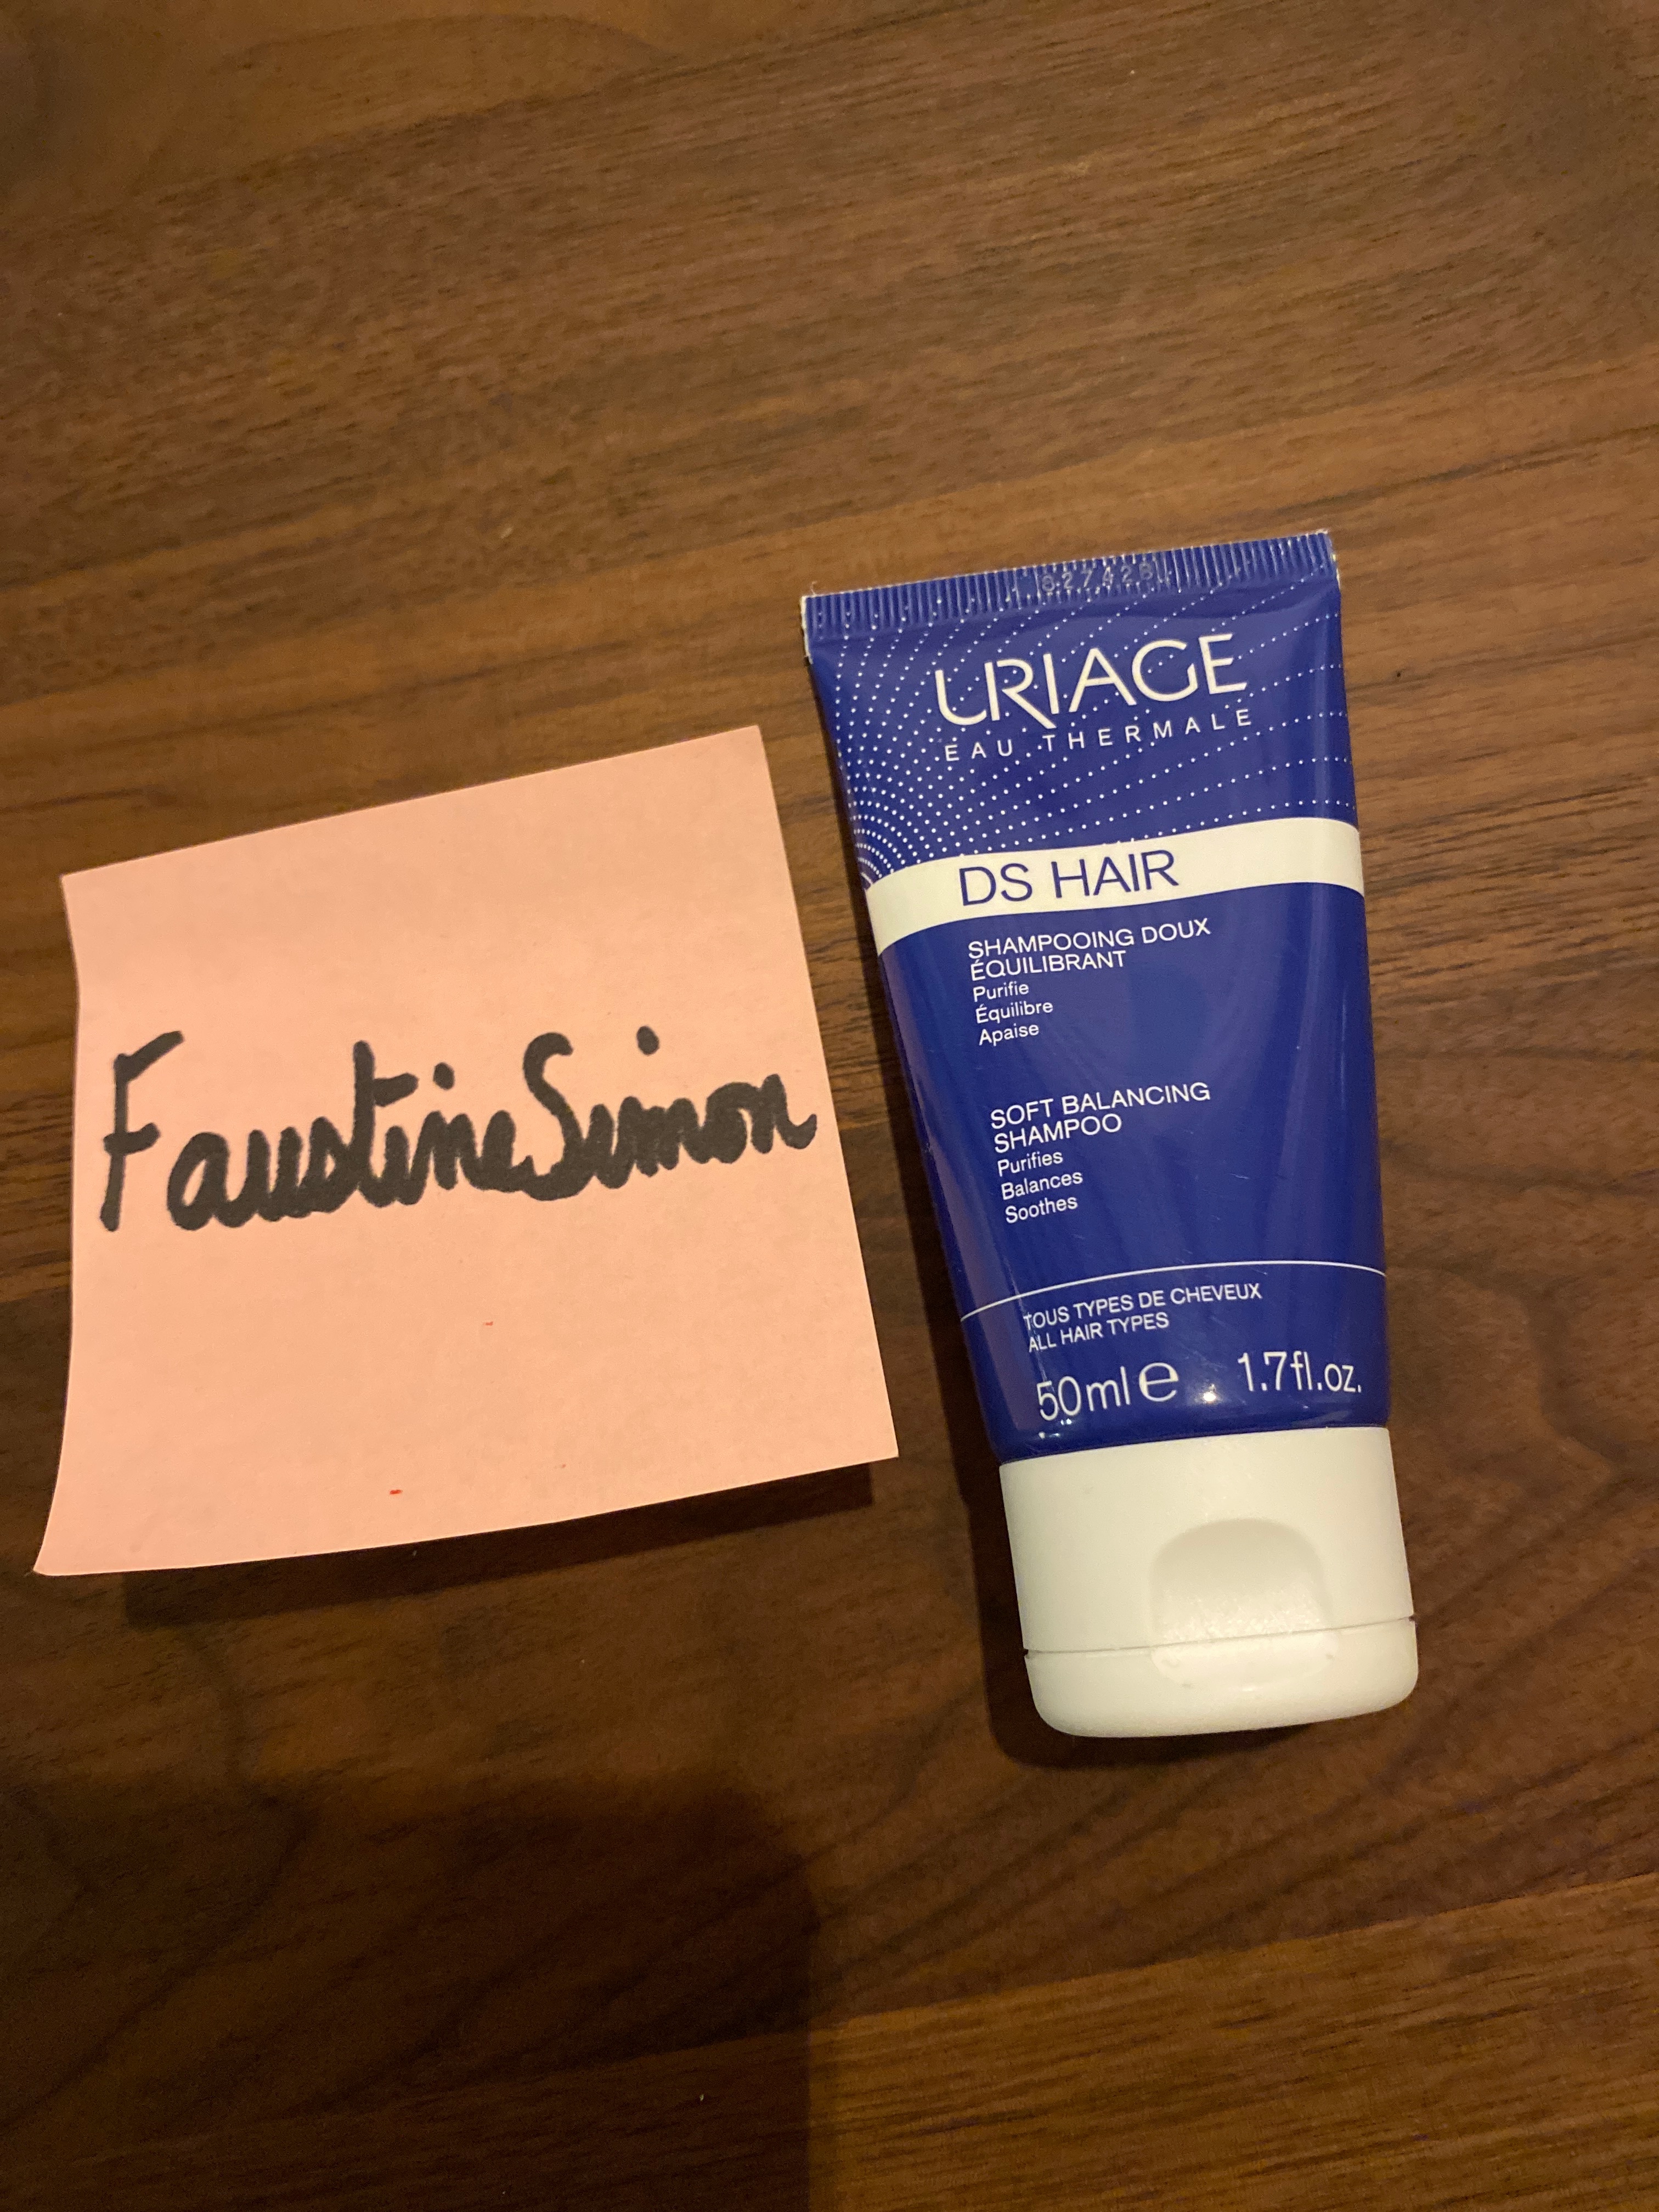 FaustineSimon
URIAGE
EAU THERMALE
DS HAIR
SHAMPOOING DOUX
ÉQUILIBRANT
Purifie
Équilibre
Apaise
SOFT BALANCING
SHAMPOO
Purifies
Balances
Soothes
TOUS TYPES DE CHEVEUX
ALL HAIR TYPES
50ml e 1.7fl.oz.